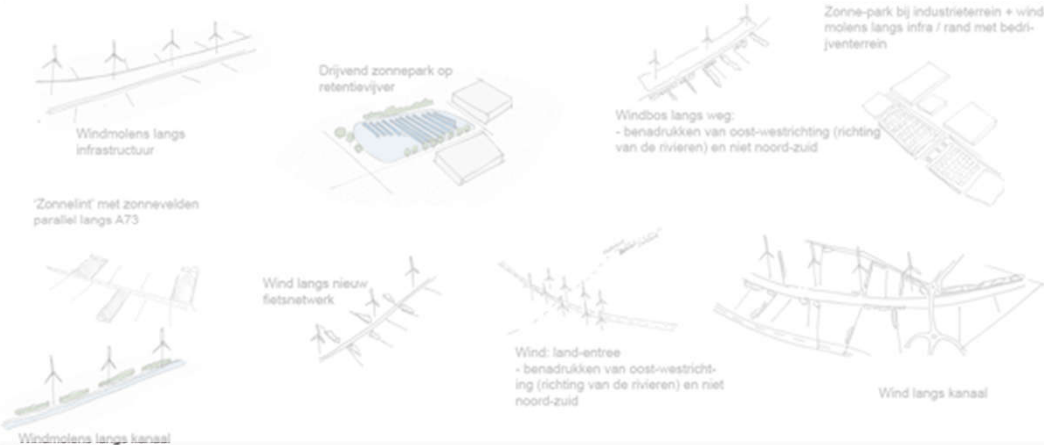 Zonne-park bij industrieterrein + wind
molens langs infra / rand met bedri-
jventerrein
Drijvend zonnepark op
retentievijver
Windmolens langs
infrastructuur
Windbos langs weg:
- benadrukken van oost-westrichting (richting
van de rivieren) en niet noord-zuid
'Zonnelint' met zonnevelden
parallel langs A73
Wind langs nieuw
fietsnetwerk
Wind: land-entree
- benadrukken van oost-westricht-
ing (richting van de rivieren) en niet
noord-zuid
Wind langs kanaal
Windmolens langs kanaal